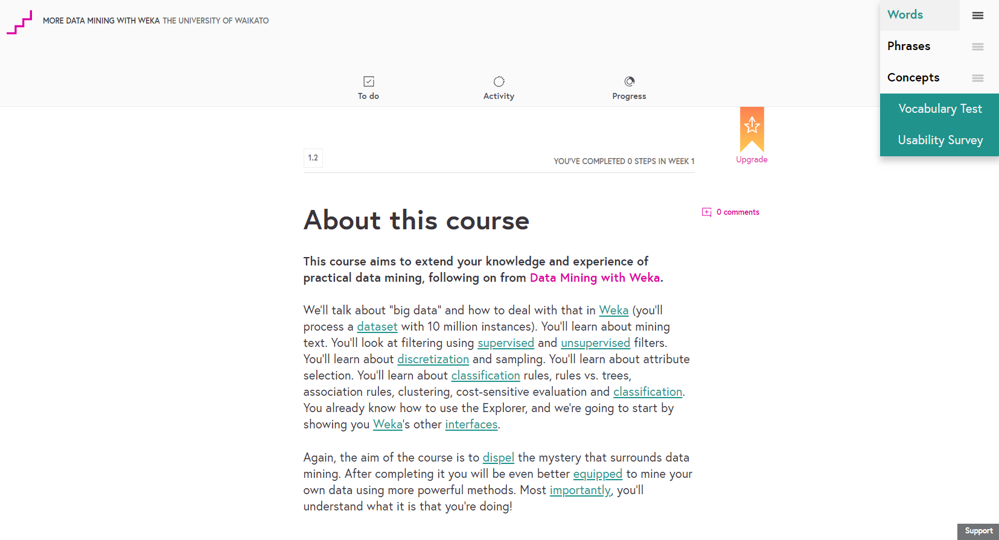 MORE DATA MINING WITH WEKA THE UNIVERSITY OF WAIKATO
Words
Phrases
Concepts
Vocabulary Test
Usability Survey
To do
Activity
Progress
Upgrade
1.2
YOU'VE COMPLETED 0 STEPS IN WEEK 1
About this course
0 comments
This course aims to extend your knowledge and experience of
practical data mining, following on from Data Mining with Weka.
We'll talk about "big data" and how to deal with that in Weka (you'll
process a dataset with 10 million instances). You'll learn about mining
text. You'll look at filtering using supervised and unsupervised filters.
You'll learn about discretization and sampling. You'll learn about attribute
selection. You'll learn about classification rules, rules vs. trees,
association rules, clustering, cost-sensitive evaluation and classification.
You already know how to use the Explorer, and we're going to start by
showing you Weka's other interfaces.
Again, the aim of the course is to dispel the mystery that surrounds data
mining. After completing it you will be even better equipped to mine your
own data using more powerful methods. Most importantly, you'll
understand what it is that you're doing!
Support